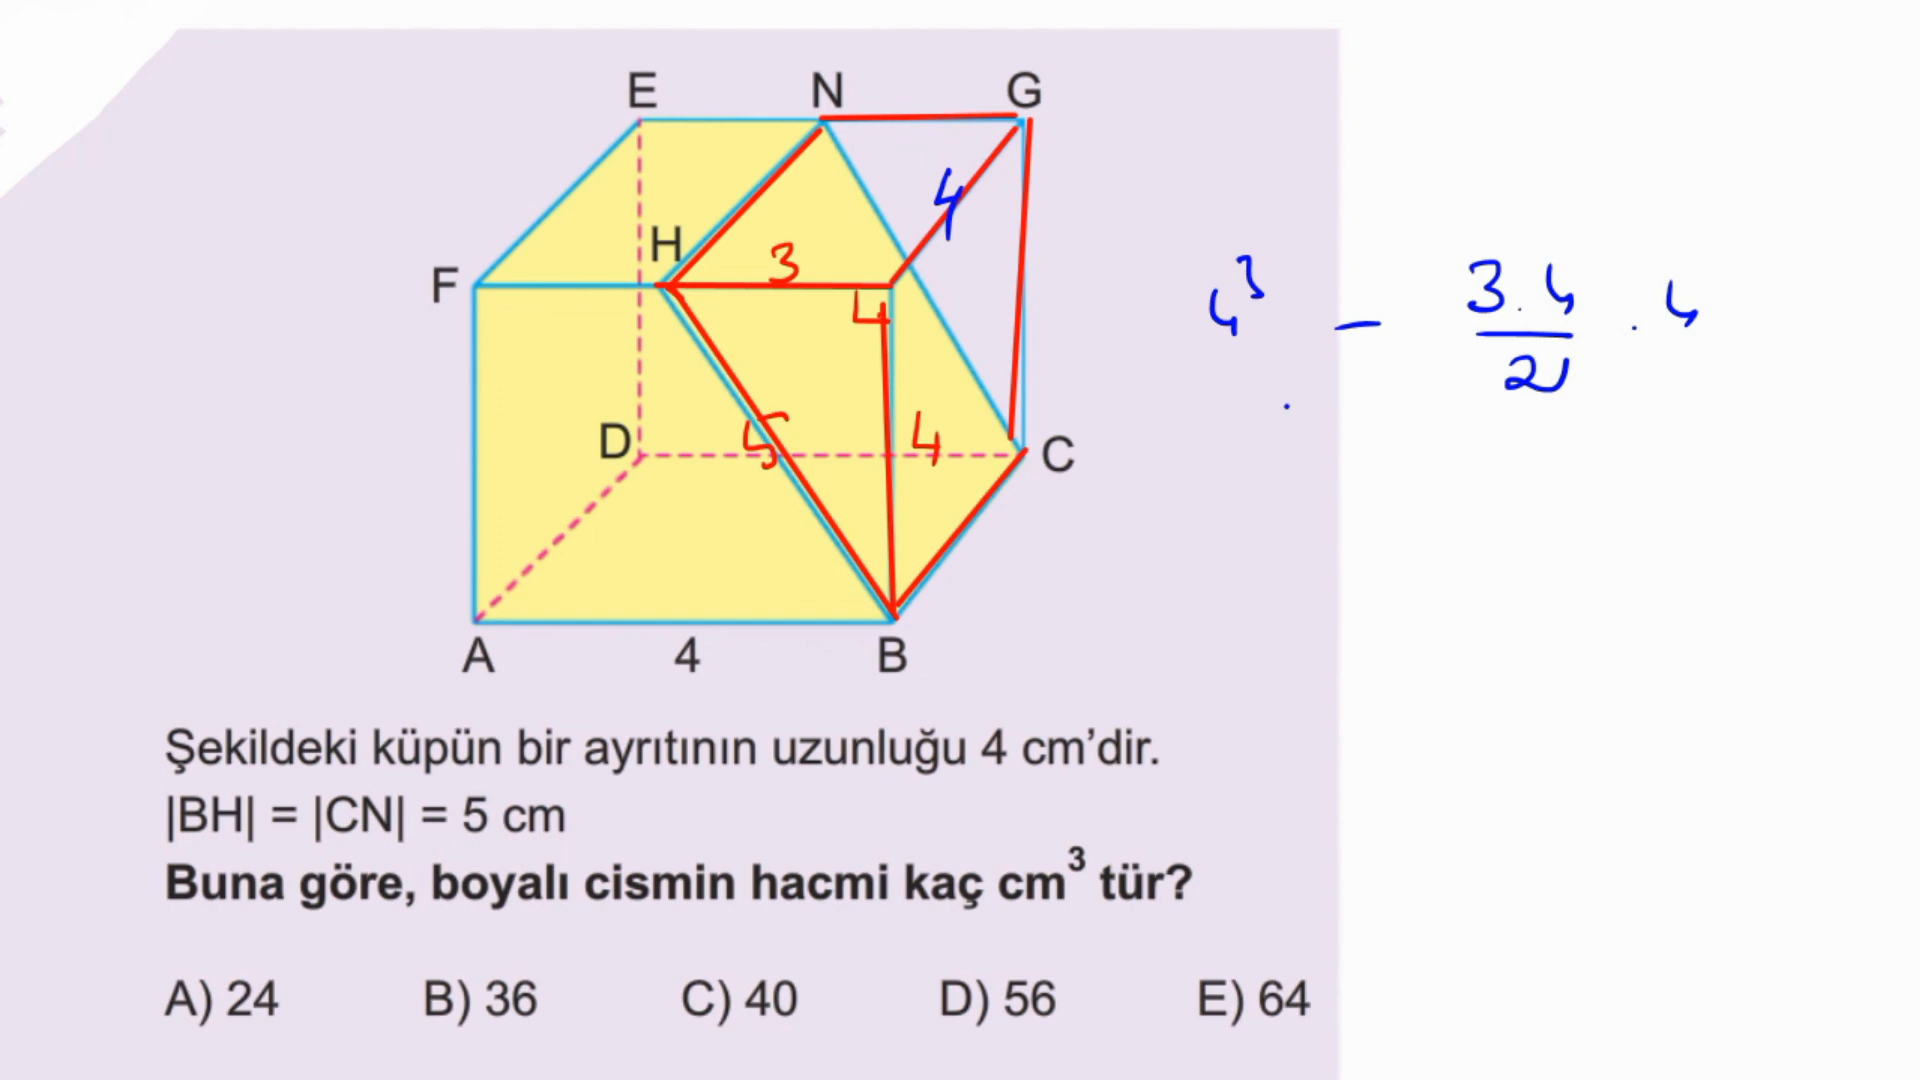 E N G
4
H 3
F 4
4³ - 3.4/2 . 4
D 5 4 C
A 4 B
Şekildeki küpün bir ayrıtının uzunluğu 4 cm'dir.
|BH| = |CN| = 5 cm
Buna göre, boyalı cismin hacmi kaç cm³ tür?
A) 24 B) 36 C) 40 D) 56 E) 64